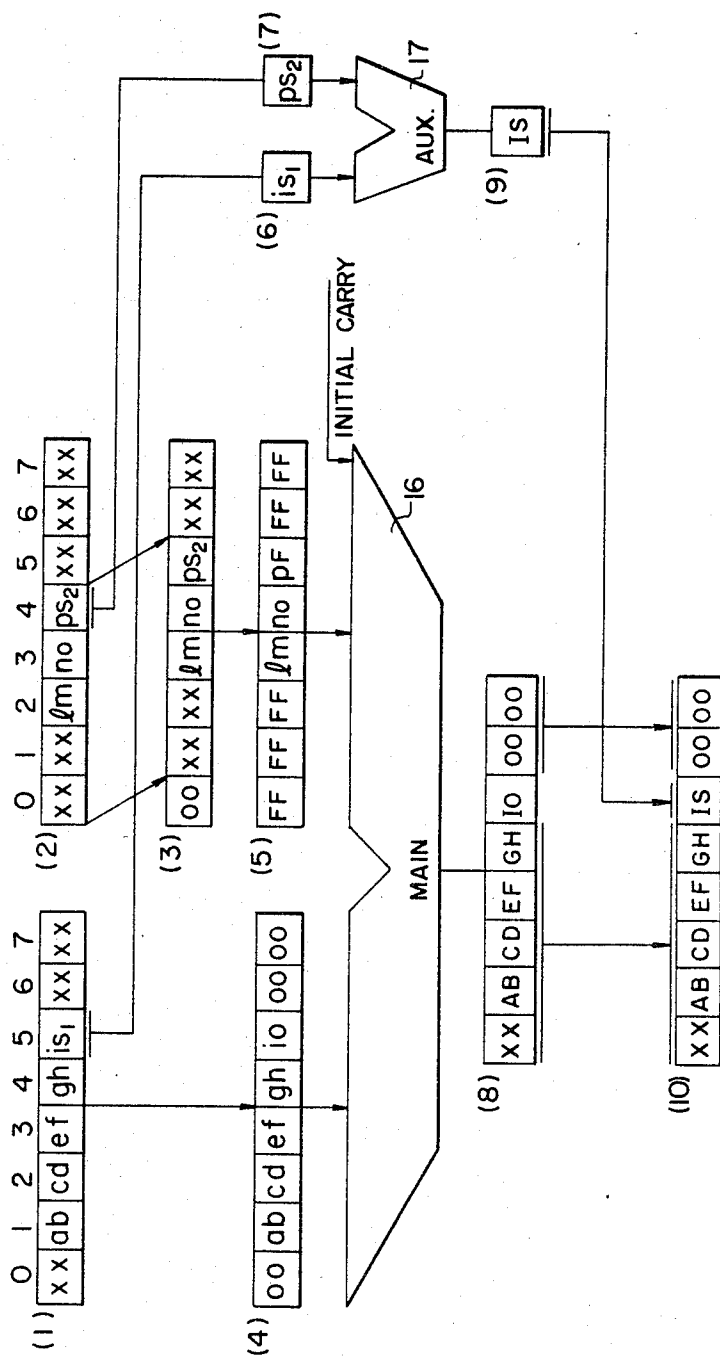 0 1 2 3 4 5 6 7
(1) xx ab cd ef gh is₁ xx xx
0 1 2 3 4 5 6 7
(2) xx xx ℓm no ps₂ xx xx xx
(3) 00 xx xx ℓm no ps₂ xx xx
(4) 00 ab cd ef gh io 00 00
(5) FF FF FF ℓm no pF FF FF
(6) is₁
(7) ps₂
INITIAL CARRY
MAIN
16
AUX.
17
(8) XX AB CD EF GH IO 00 00
(9) IS
(10) XX AB CD EF GH IS 00 00